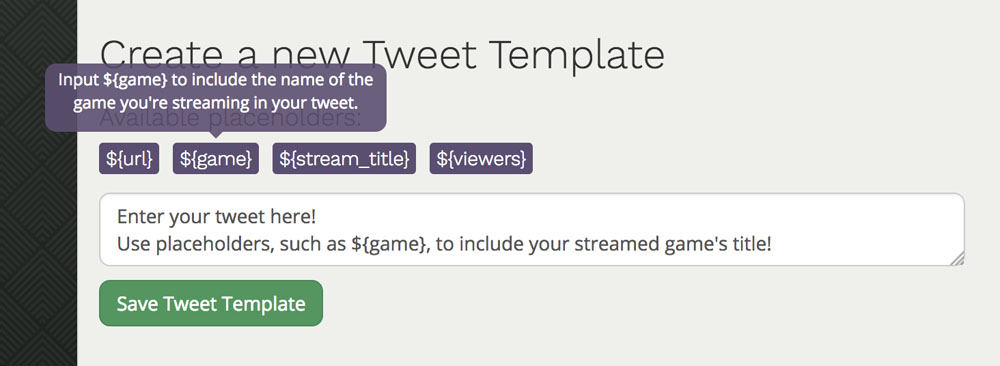 Create a new Tweet Template
Input ${game} to include the name of the
game you're streaming in your tweet.
Available placeholders:
${url} ${game} ${stream_title} ${viewers}
Enter your tweet here!
Use placeholders, such as ${game}, to include your streamed game's title!
Save Tweet Template